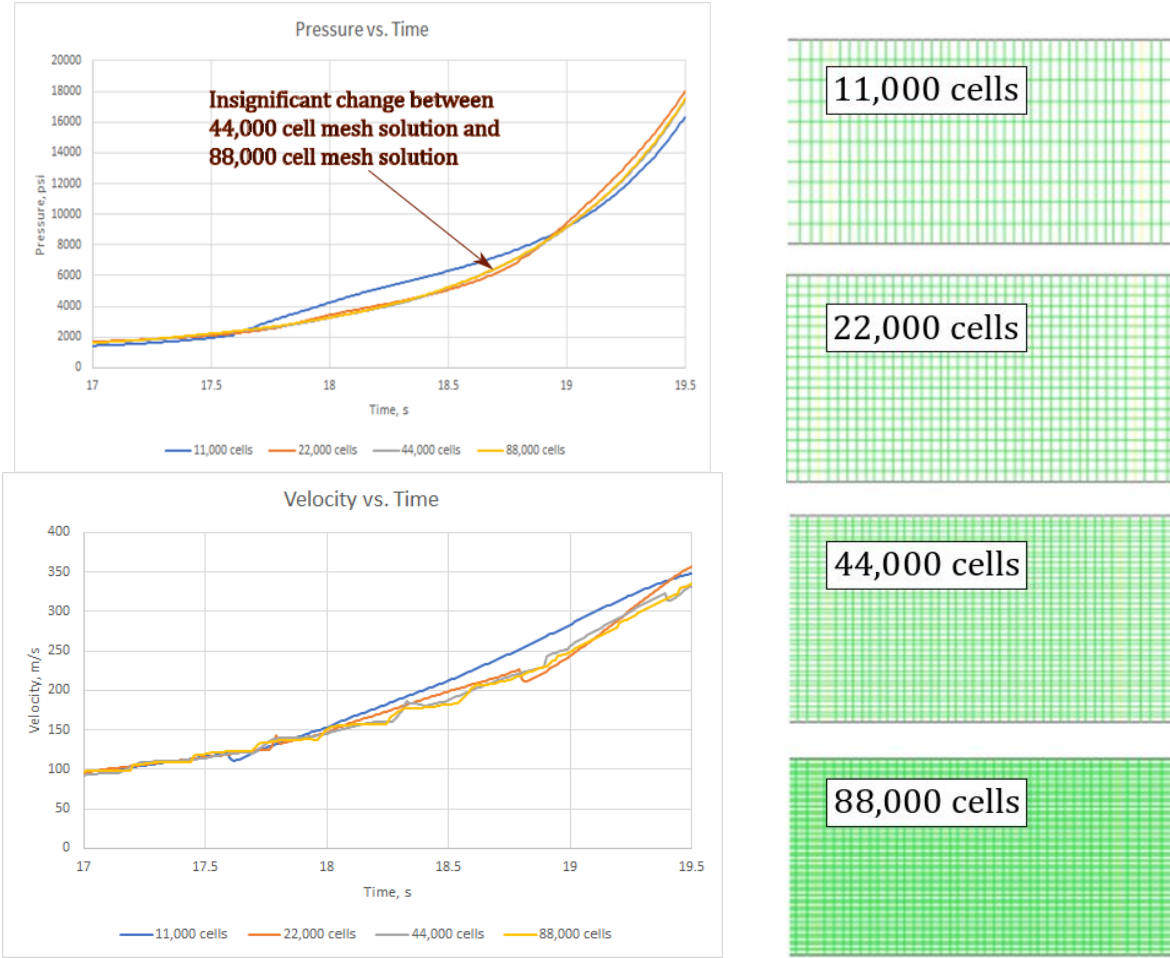 Pressure vs. Time
20000
18000
16000
14000
12000
10000
8000
6000
4000
2000
0
Pressure, psi
Insignificant change between
44,000 cell mesh solution and
88,000 cell mesh solution
17 17.5 18 18.5 19 19.5
Time, s
11,000 cells 22,000 cells 44,000 cells 88,000 cells
Velocity vs. Time
400
350
300
250
200
150
100
50
0
Velocity, m/s
17 17.5 18 18.5 19 19.5
Time, s
11,000 cells 22,000 cells 44,000 cells 88,000 cells
11,000 cells
22,000 cells
44,000 cells
88,000 cells